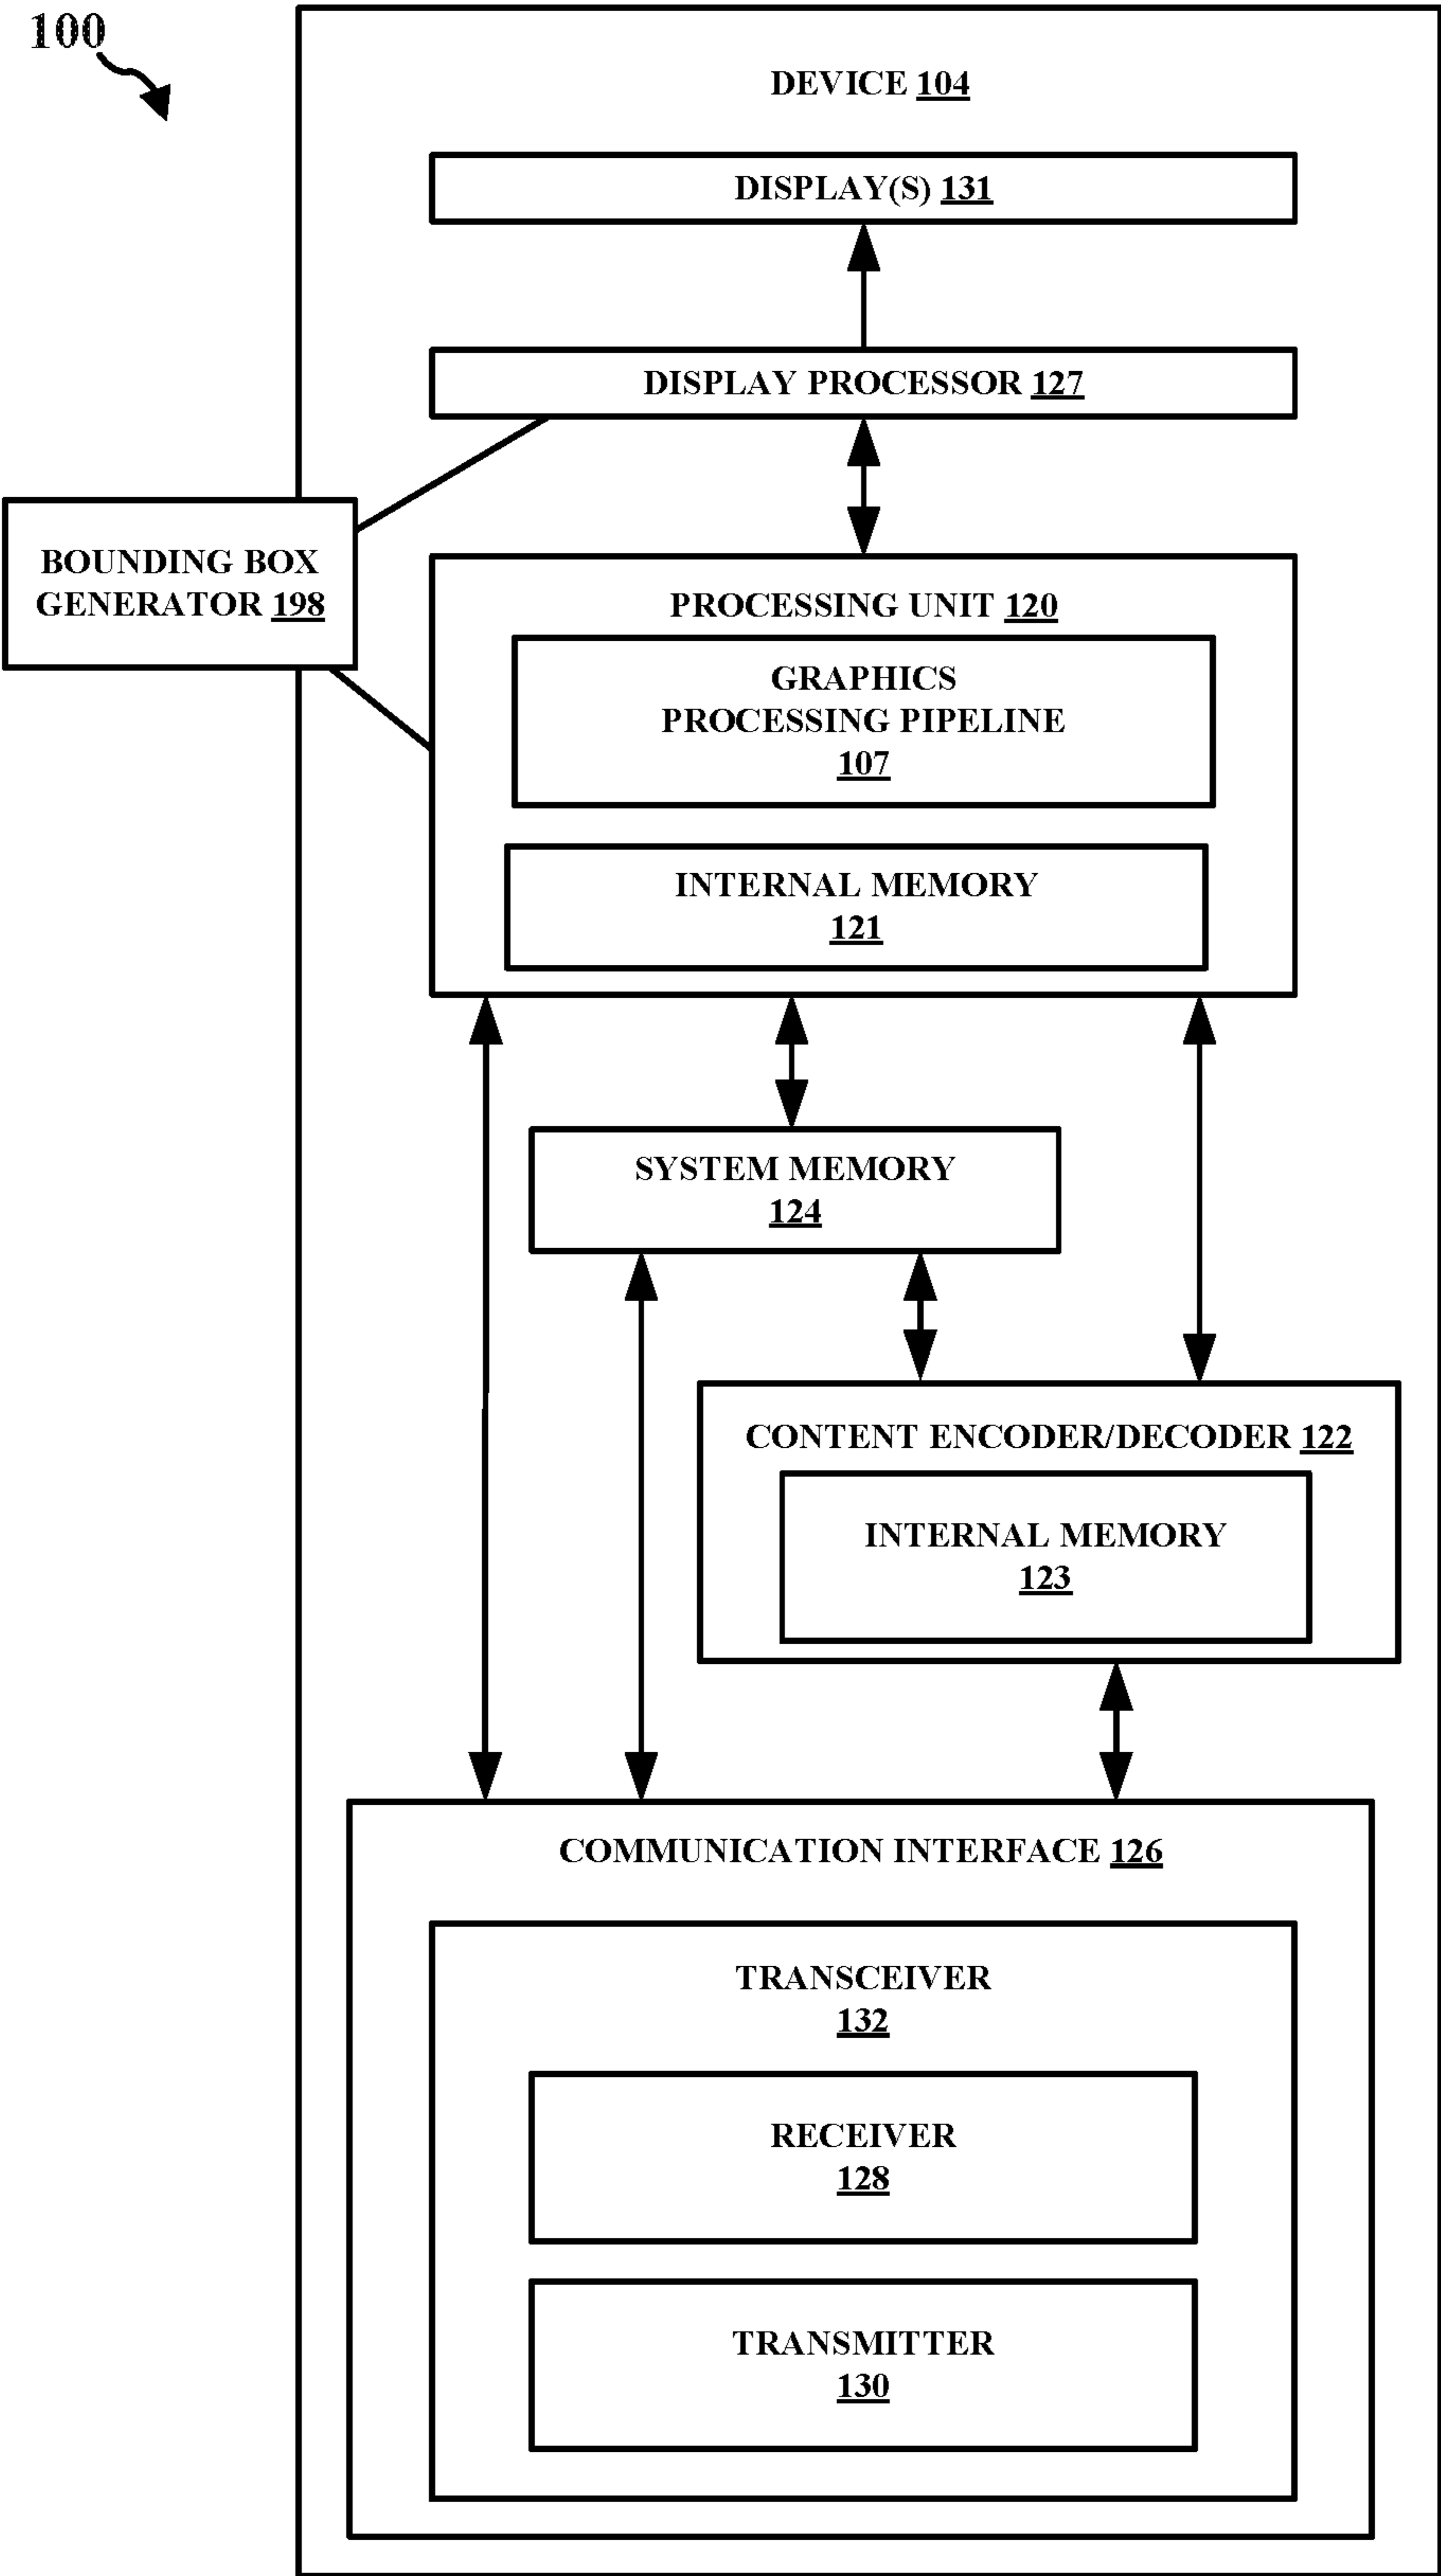 100
DEVICE 104
DISPLAY(S) 131
DISPLAY PROCESSOR 127
BOUNDING BOX
GENERATOR 198
PROCESSING UNIT 120
GRAPHICS
PROCESSING PIPELINE
107
INTERNAL MEMORY
121
SYSTEM MEMORY
124
CONTENT ENCODER/DECODER 122
INTERNAL MEMORY
123
COMMUNICATION INTERFACE 126
TRANSCEIVER
132
RECEIVER
128
TRANSMITTER
130